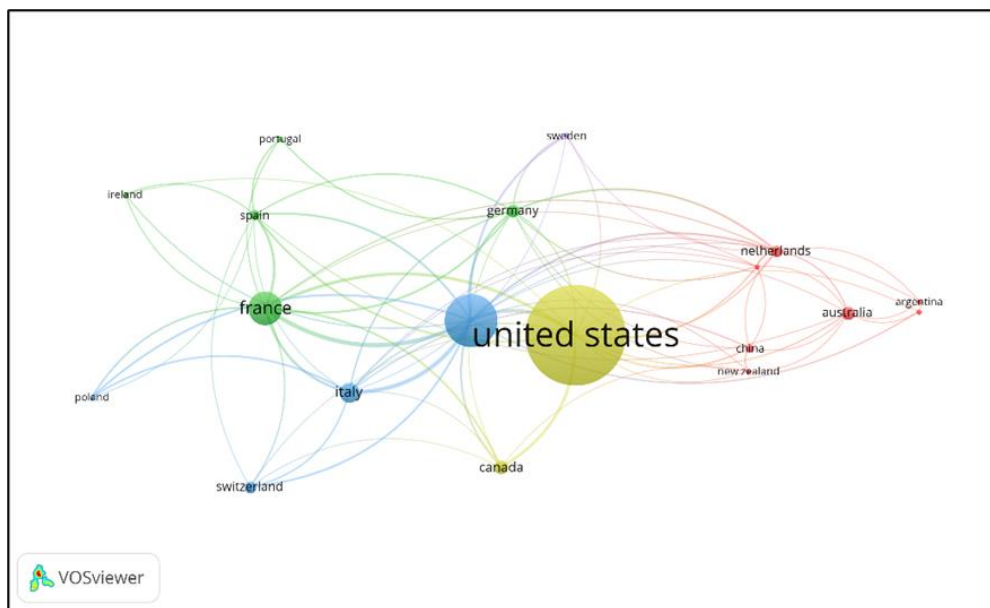 sweden
portugal
ireland
spain
germany
netherlands
argentina
france
australia
united states
china
new zealand
italy
poland
canada
switzerland
VOSviewer